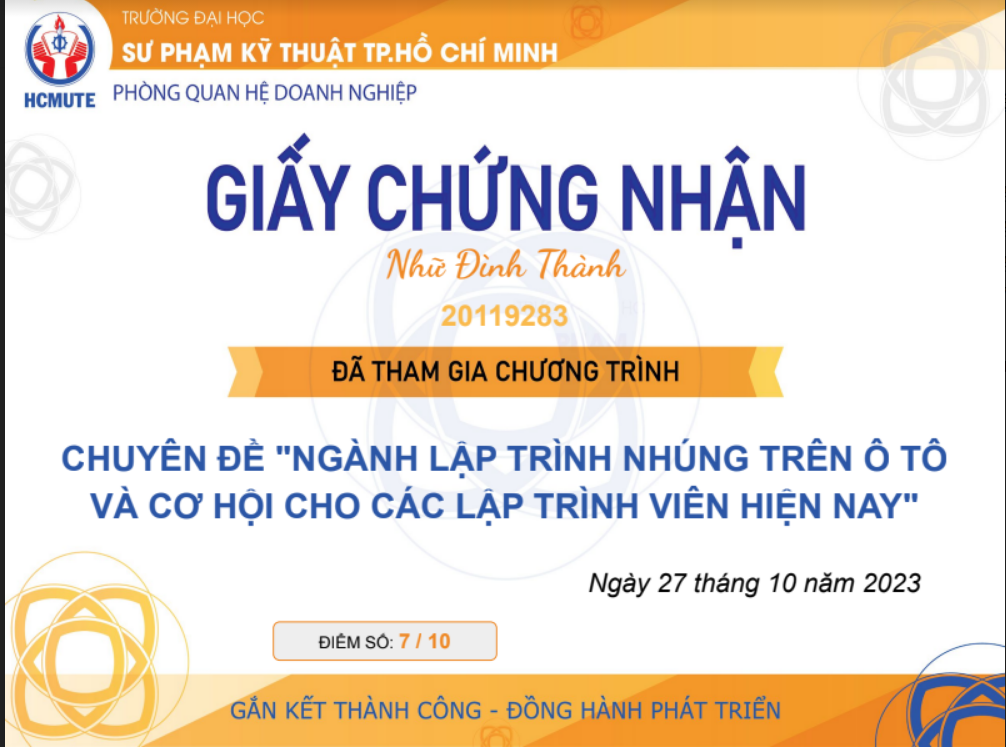 TRƯỜNG ĐẠI HỌC
SƯ PHẠM KỸ THUẬT TP.HỒ CHÍ MINH
HCMUTE
PHÒNG QUAN HỆ DOANH NGHIỆP
GIẤY CHỨNG NHẬN
Nhữ Đình Thành
20119283
ĐÃ THAM GIA CHƯƠNG TRÌNH
CHUYÊN ĐỀ "NGÀNH LẬP TRÌNH NHÚNG TRÊN Ô TÔ
VÀ CƠ HỘI CHO CÁC LẬP TRÌNH VIÊN HIỆN NAY"
Ngày 27 tháng 10 năm 2023
ĐIỂM SỐ: 7 / 10
GẮN KẾT THÀNH CÔNG - ĐỒNG HÀNH PHÁT TRIỂN